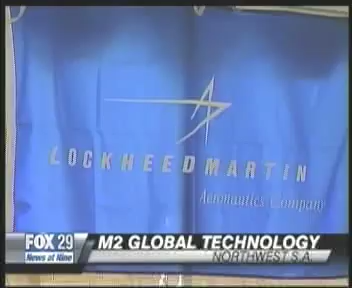 LOCKHEED MARTIN
Aeronautics Company
FOX 29
News at Nine
M2 GLOBAL TECHNOLOGY
NORTHWEST S.A.